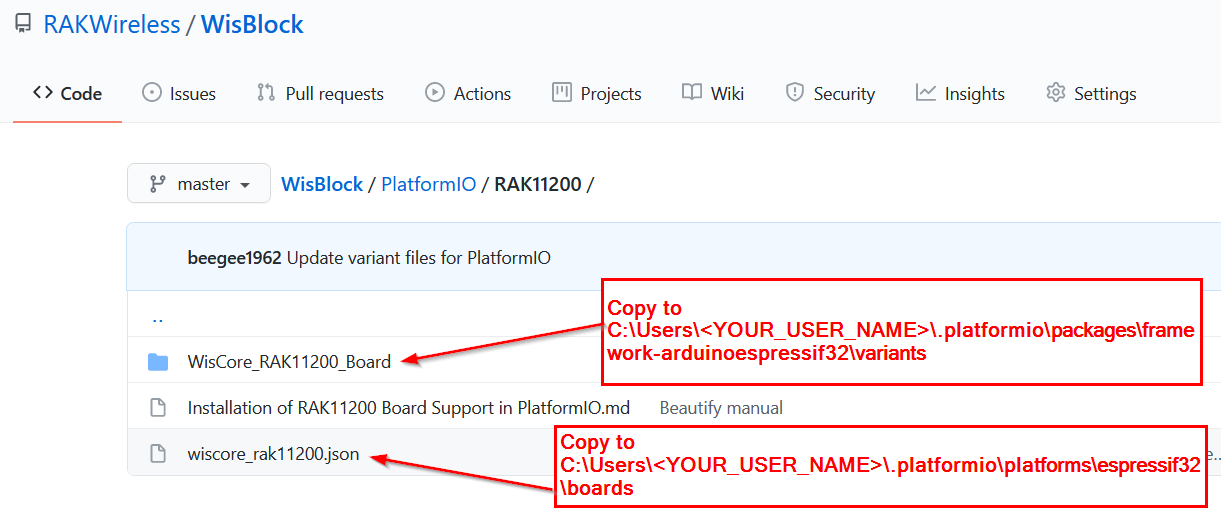 RAKWireless / WisBlock
Code Issues Pull requests Actions Projects Wiki Security Insights Settings
master WisBlock / PlatformIO / RAK11200 /
beegee1962 Update variant files for PlatformIO
..
Copy to
C:\Users\<YOUR_USER_NAME>\.platformio\packages\frame
work-arduinoespressif32\variants
WisCore_RAK11200_Board
Installation of RAK11200 Board Support in PlatformIO.md Beautify manual
wiscore_rak11200.json
Copy to
C:\Users\<YOUR_USER_NAME>\.platformio\platforms\espressif32
\boards